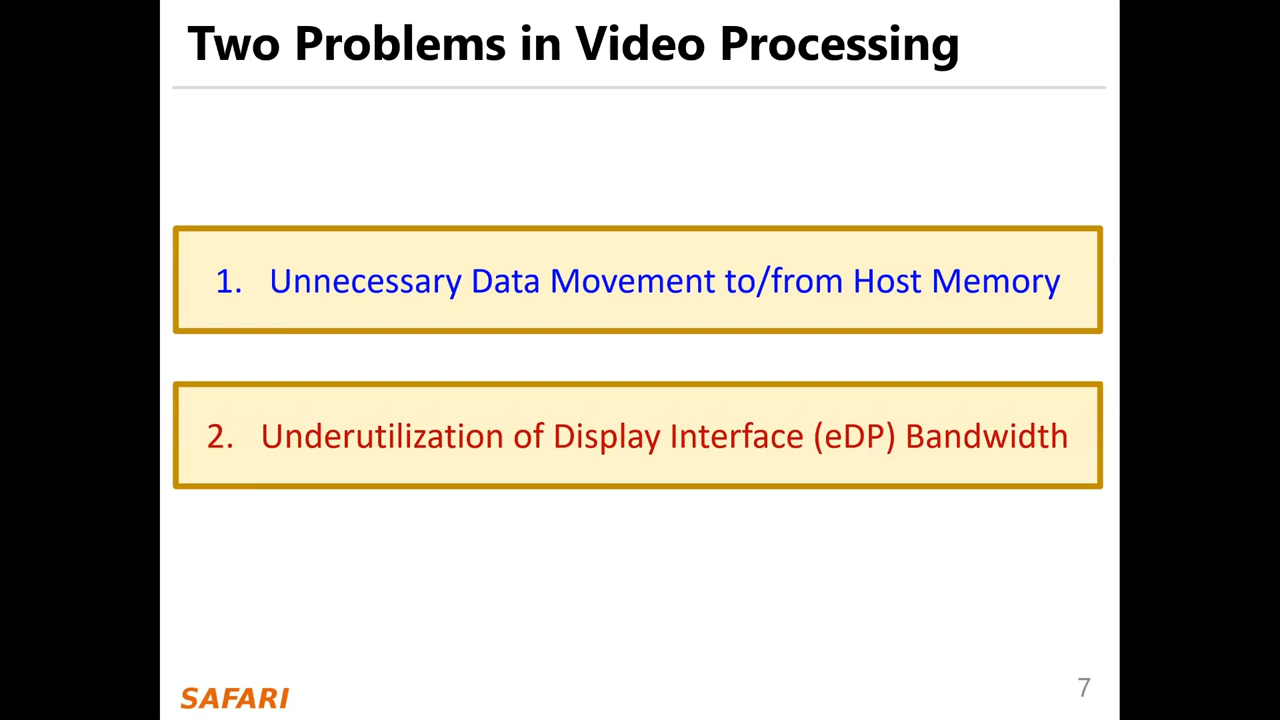 Two Problems in Video Processing
1. Unnecessary Data Movement to/from Host Memory
2. Underutilization of Display Interface (eDP) Bandwidth
SAFARI
7